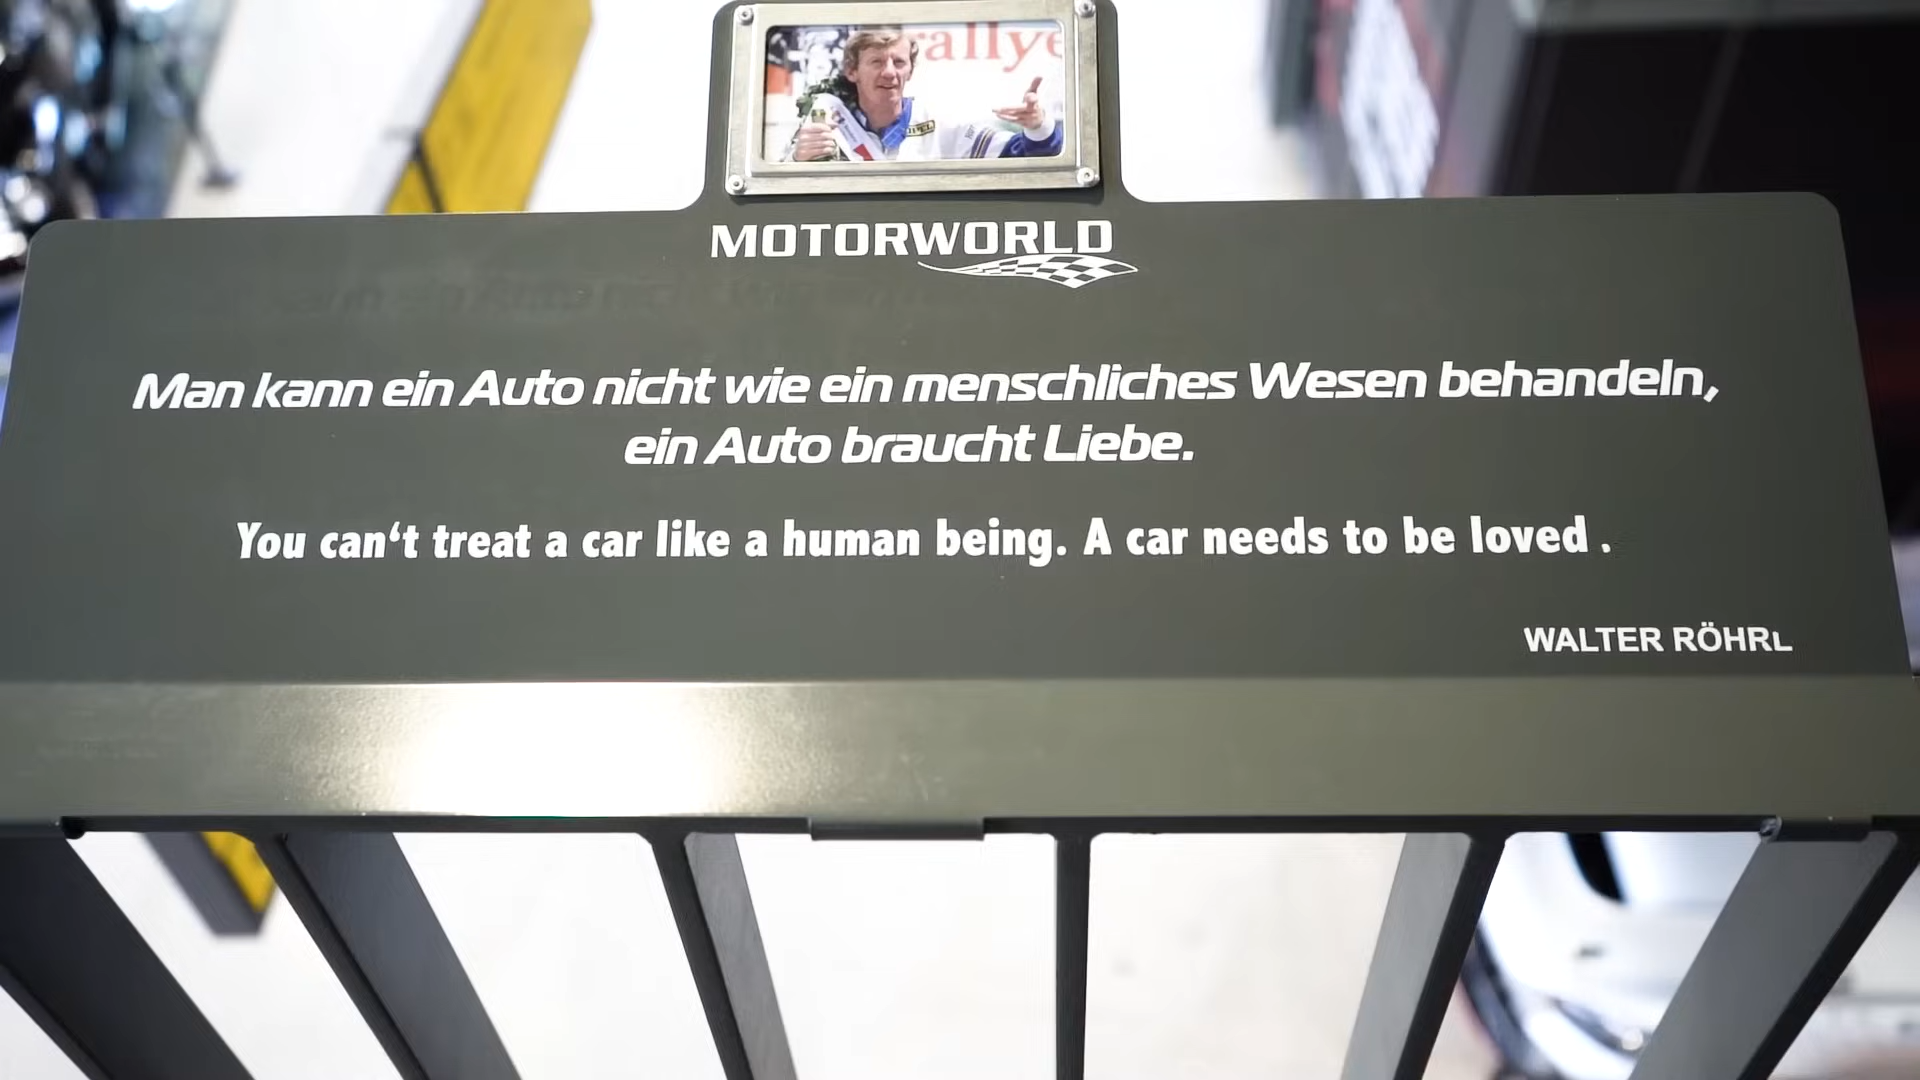 rallye
MOTORWORLD
Man kann ein Auto nicht wie ein menschliches Wesen behandeln,
ein Auto braucht Liebe.
You can‘t treat a car like a human being. A car needs to be loved .
WALTER RÖHRL